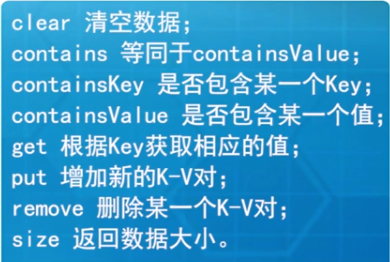 clear 清空数据;
contains 等同于containsValue;
containsKey 是否包含某一个Key;
containsValue 是否包含某一个值;
get 根据Key获取相应的值;
put 增加新的K-V对;
remove 删除某一个K-V对;
size 返回数据大小。